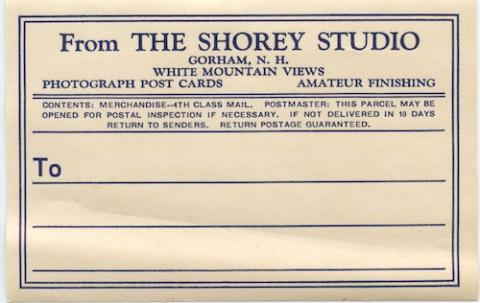 From THE SHOREY STUDIO
GORHAM, N. H.
WHITE MOUNTAIN VIEWS
PHOTOGRAPH POST CARDS AMATEUR FINISHING
CONTENTS: MERCHANDISE--4TH CLASS MAIL. POSTMASTER: THIS PARCEL MAY BE
OPENED FOR POSTAL INSPECTION IF NECESSARY. IF NOT DELIVERED IN 10 DAYS
RETURN TO SENDERS. RETURN POSTAGE GUARANTEED.
To